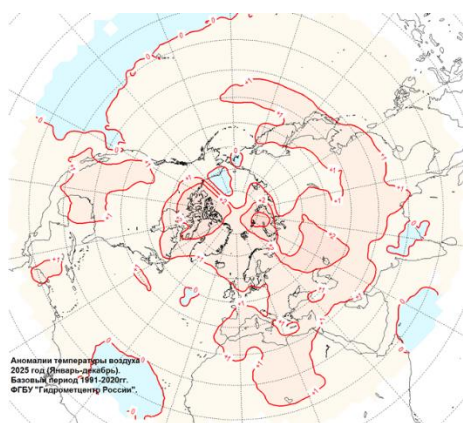 Аномалии температуры воздуха
2025 год (Январь-декабрь).
Базовый период 1991-2020гг.
ФГБУ "Гидрометцентр России".